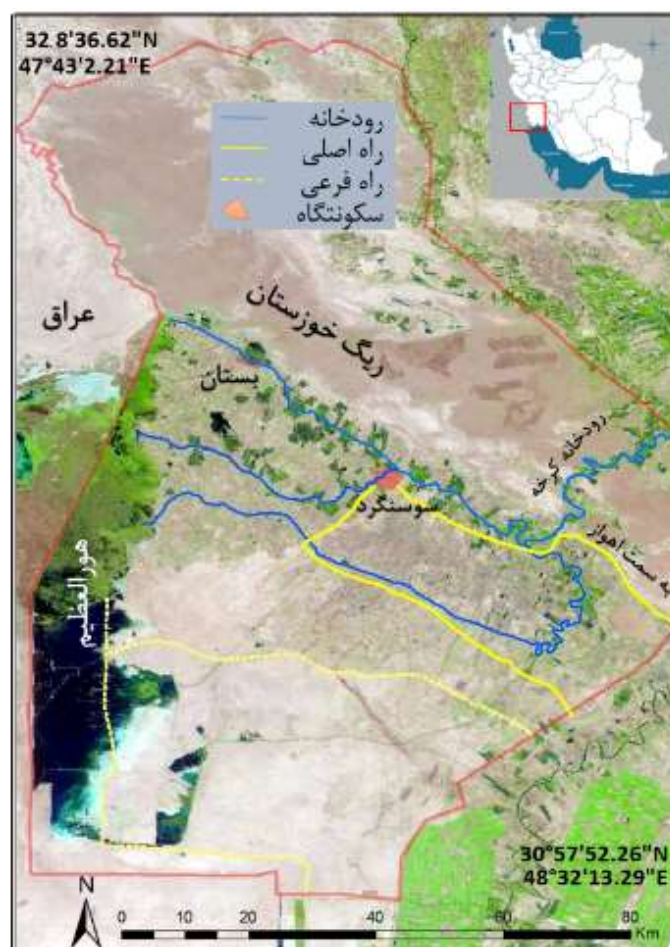 32 8'36.62"N
47°43'2.21"E
رودخانه
راه اصلی
راه فرعی
سکونتگاه
عراق
ریگ خوزستان
بستان
رودخانه کرخه
سوسنگرد
به سمت اهواز
هورالعظیم
30°57'52.26"N
48°32'13.29"E
N
0 10 20 40 60 80
Km